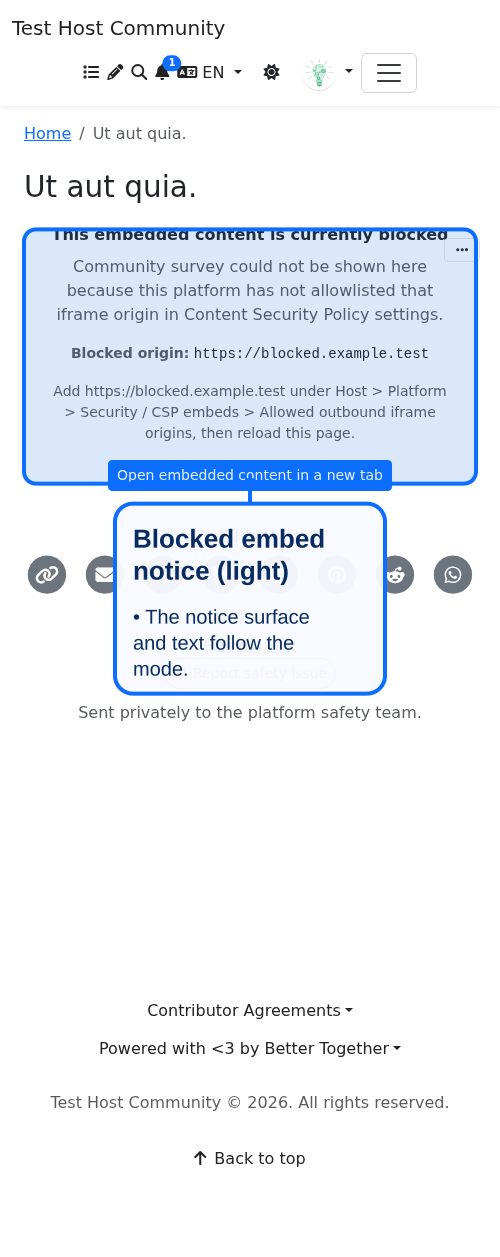 Test Host Community
1
EN
Home / Ut aut quia.
Ut aut quia.
This embedded content is currently blocked
Community survey could not be shown here
because this platform has not allowlisted that
iframe origin in Content Security Policy settings.
Blocked origin: https://blocked.example.test
Add https://blocked.example.test under Host > Platform
> Security / CSP embeds > Allowed outbound iframe
origins, then reload this page.
Open embedded content in a new tab
Blocked embed
notice (light)
• The notice surface
and text follow the
mode.
Report safety issue
Sent privately to the platform safety team.
Contributor Agreements
Powered with <3 by Better Together
Test Host Community © 2026. All rights reserved.
Back to top